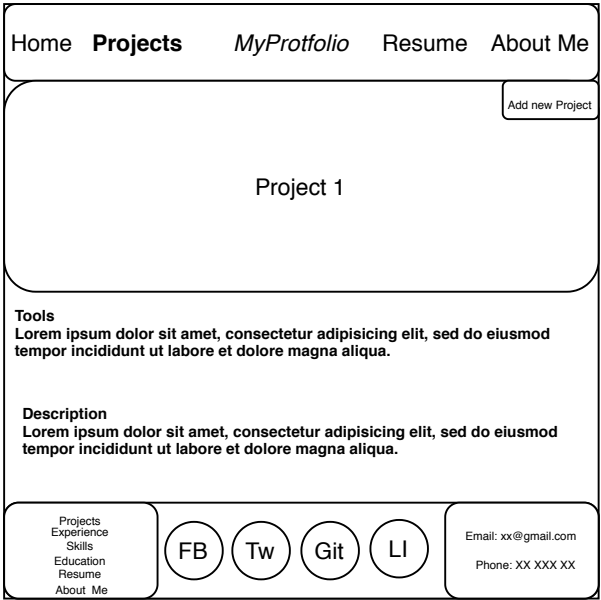 Home Projects MyProtfolio Resume About Me
Add new Project
Project 1
Tools
Lorem ipsum dolor sit amet, consectetur adipisicing elit, sed do eiusmod
tempor incididunt ut labore et dolore magna aliqua.
Description
Lorem ipsum dolor sit amet, consectetur adipisicing elit, sed do eiusmod
tempor incididunt ut labore et dolore magna aliqua.
Projects
Experience
Skills
Education
Resume
About Me
FB Tw Git LI
Email: xx@gmail.com
Phone: XX XXX XX